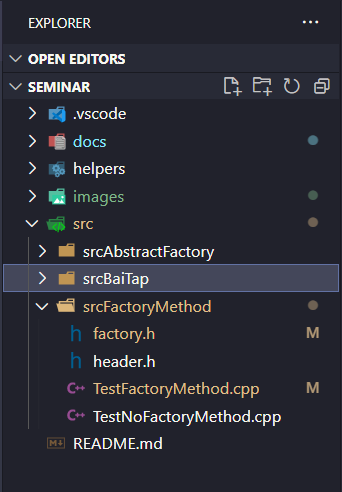 EXPLORER
OPEN EDITORS
SEMINAR
.vscode
docs
helpers
images
src
srcAbstractFactory
srcBaiTap
srcFactoryMethod
factory.h M
header.h
TestFactoryMethod.cpp M
TestNoFactoryMethod.cpp
README.md